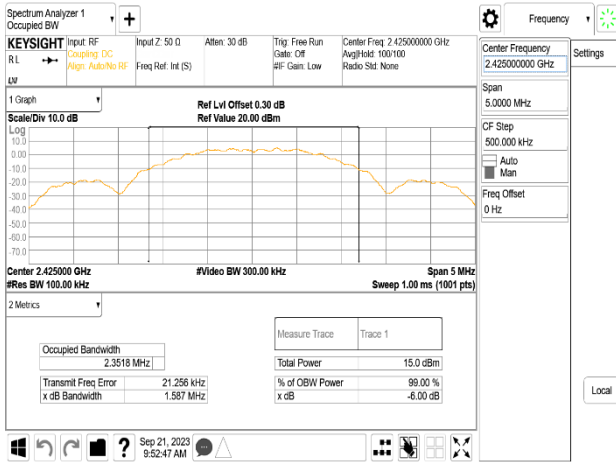 Spectrum Analyzer 1
Occupied BW
+
Frequency
KEYSIGHT
Input: RF
Input Z: 50 Ω
Atten: 30 dB
Trig: Free Run
Center Freq: 2.425000000 GHz
RL
Coupling: DC
Gate: Off
Avg|Hold: 100/100
Align: Auto/No RF
Freq Ref: Int (S)
#IF Gain: Low
Radio Std: None
Center Frequency
2.425000000 GHz
Settings
Span
5.0000 MHz
CF Step
500.000 kHz
Auto
Man
Freq Offset
0 Hz
1 Graph
Ref Lvl Offset 0.30 dB
Scale/Div 10.0 dB
Ref Value 20.00 dBm
Log
10.0
0.00
-10.0
-20.0
-30.0
-40.0
-50.0
-60.0
-70.0
Center 2.425000 GHz
#Video BW 300.00 kHz
Span 5 MHz
#Res BW 100.00 kHz
Sweep 1.00 ms (1001 pts)
2 Metrics
Measure Trace
Trace 1
Occupied Bandwidth
2.3518 MHz
Total Power
15.0 dBm
Transmit Freq Error
21.256 kHz
% of OBW Power
99.00 %
x dB Bandwidth
1.587 MHz
x dB
-6.00 dB
Local
?
Sep 21, 2023
9:52:47 AM